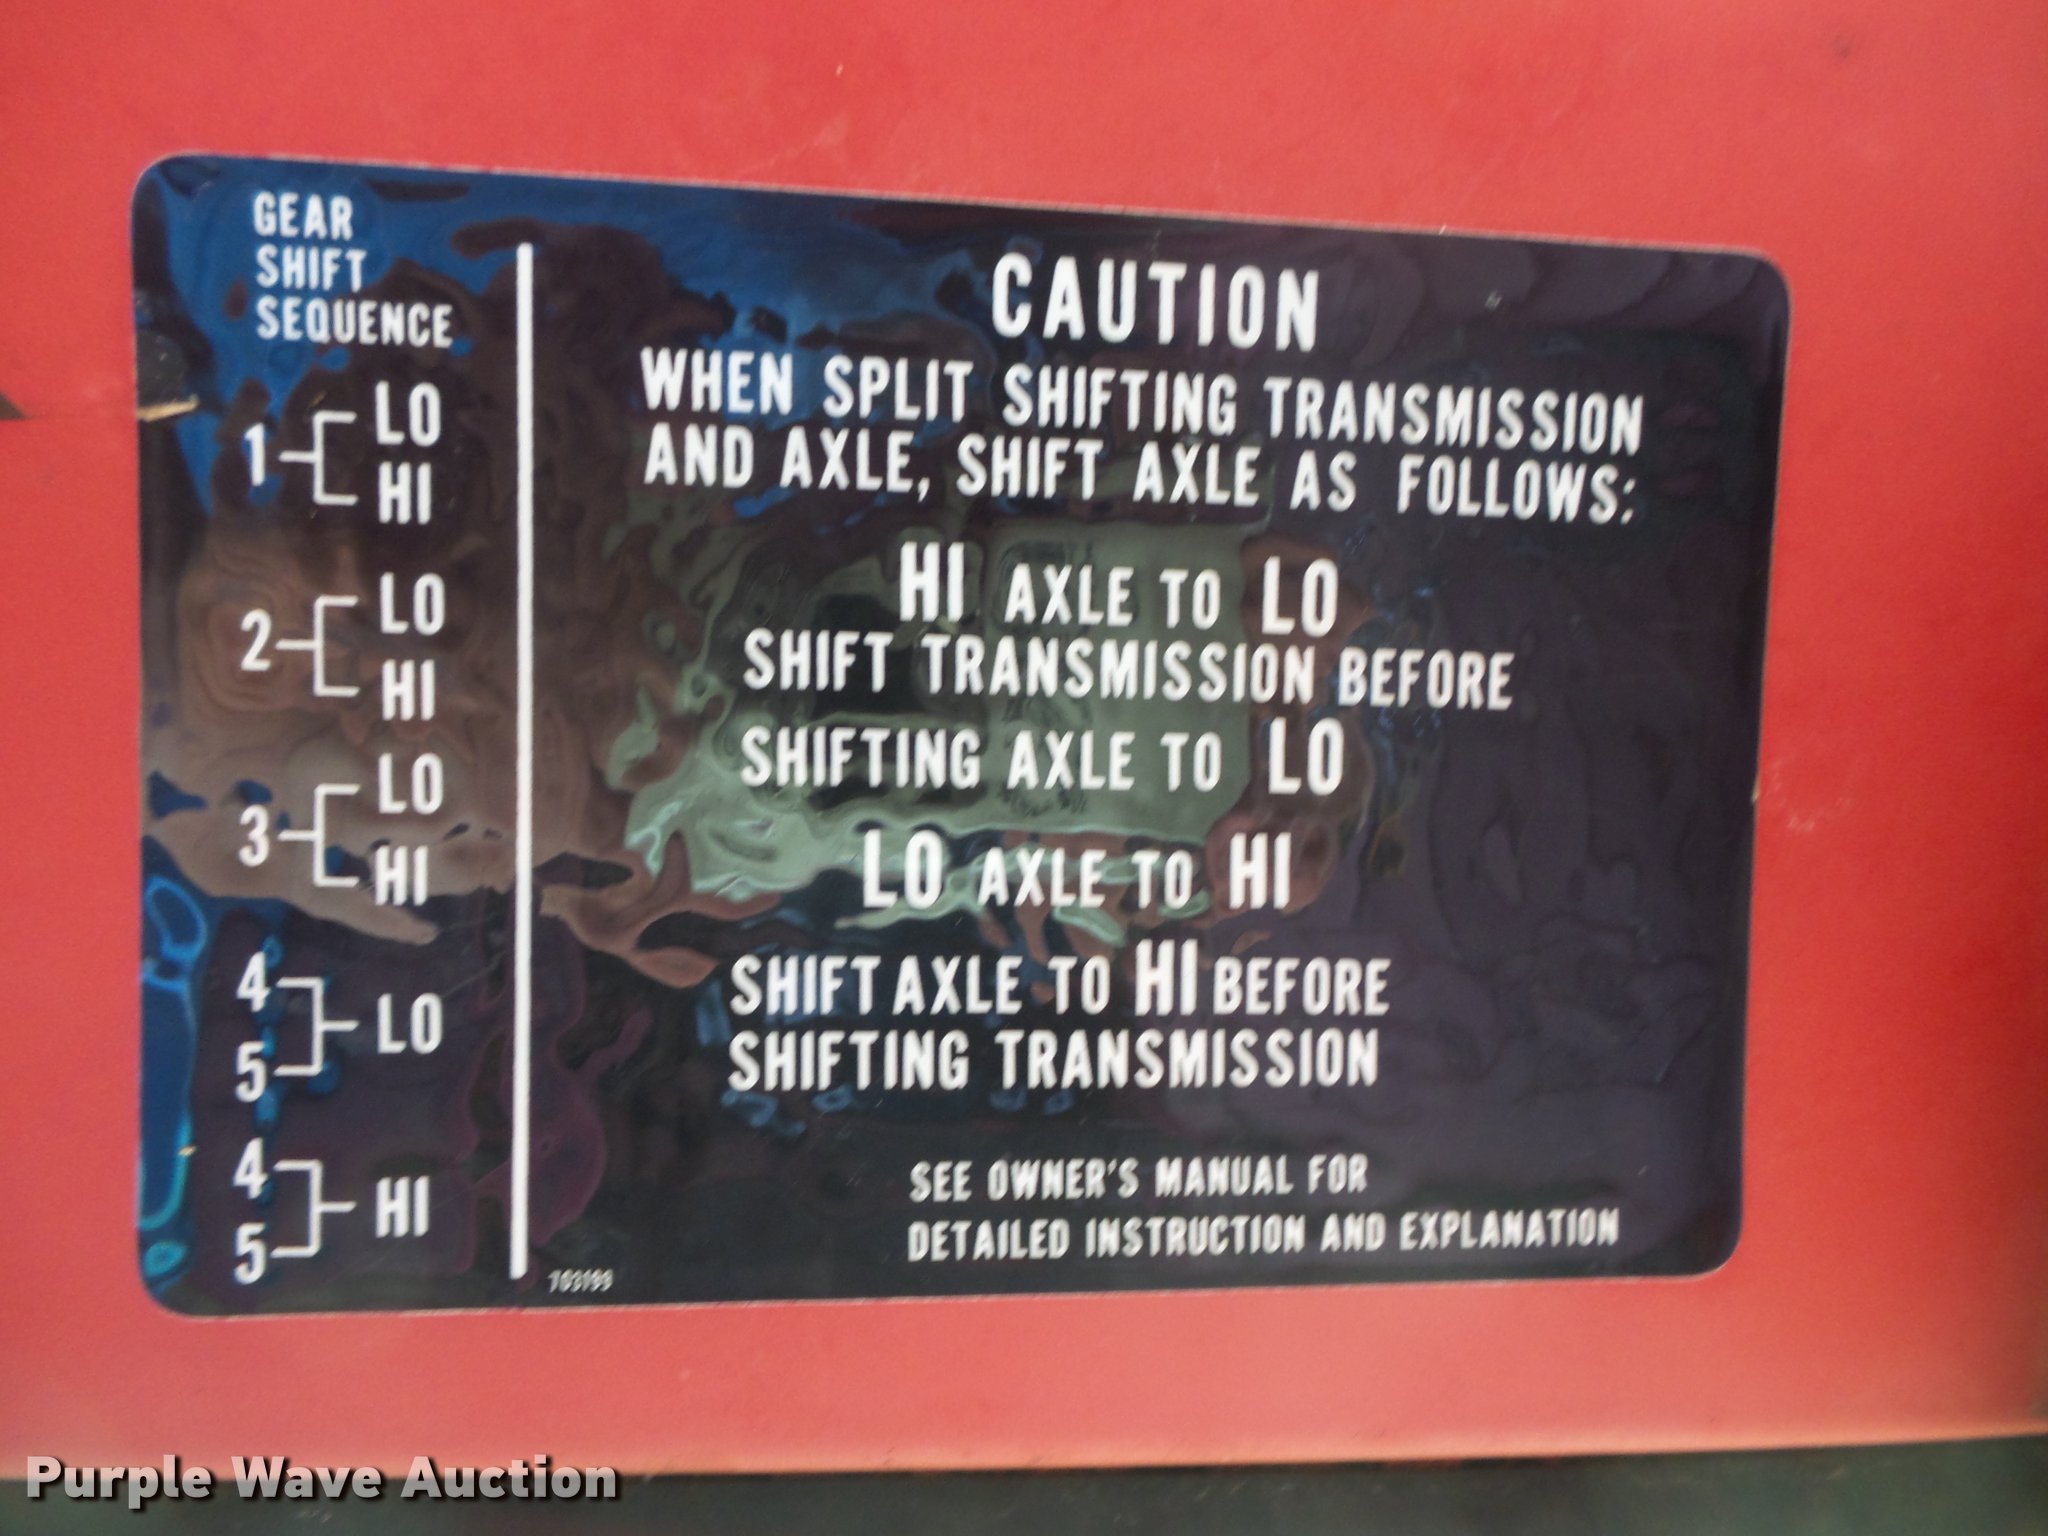 GEAR
SHIFT
SEQUENCE
1 LO
HI
2 LO
HI
3 LO
HI
4
5 LO
4
5 HI
CAUTION
WHEN SPLIT SHIFTING TRANSMISSION
AND AXLE, SHIFT AXLE AS FOLLOWS:
HI AXLE TO LO
SHIFT TRANSMISSION BEFORE
SHIFTING AXLE TO LO
LO AXLE TO HI
SHIFT AXLE TO HI BEFORE
SHIFTING TRANSMISSION
SEE OWNER'S MANUAL FOR
DETAILED INSTRUCTION AND EXPLANATION
Purple Wave Auction